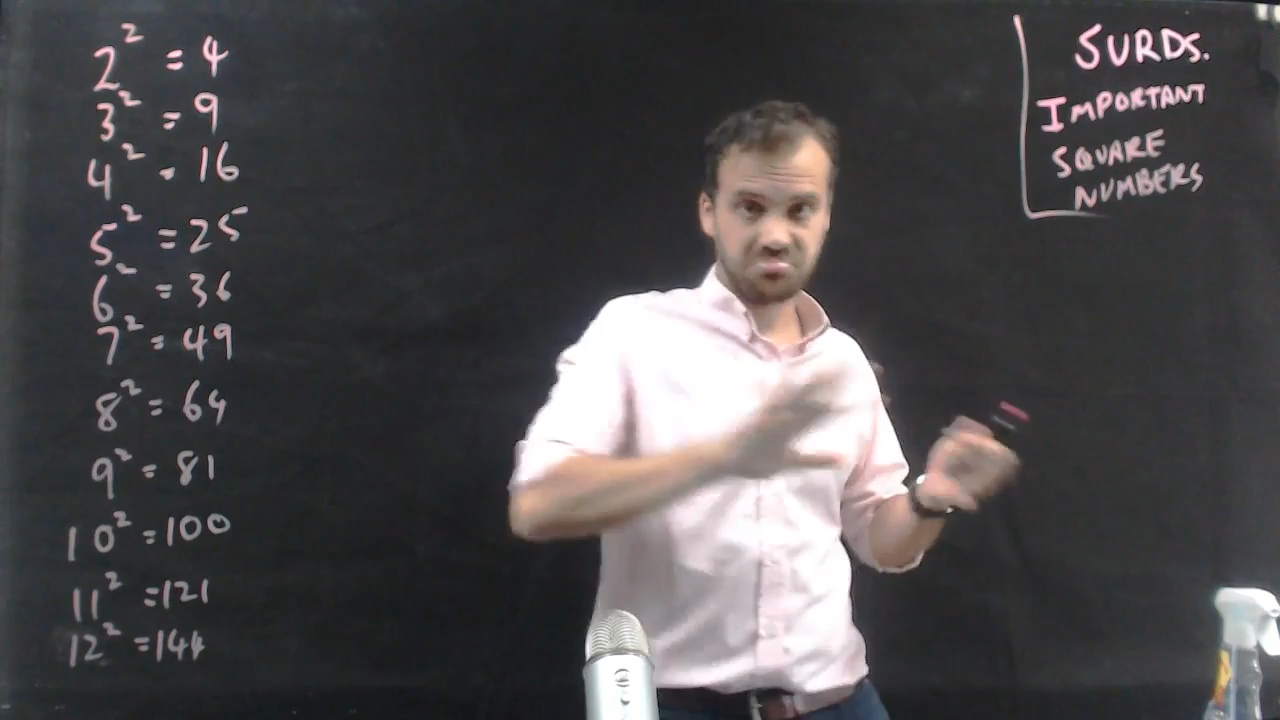 2² = 4
3² = 9
4² = 16
5² = 25
6² = 36
7² = 49
8² = 64
9² = 81
10² = 100
11² = 121
12² = 144
SURDS.
IMPORTANT
SQUARE
NUMBERS